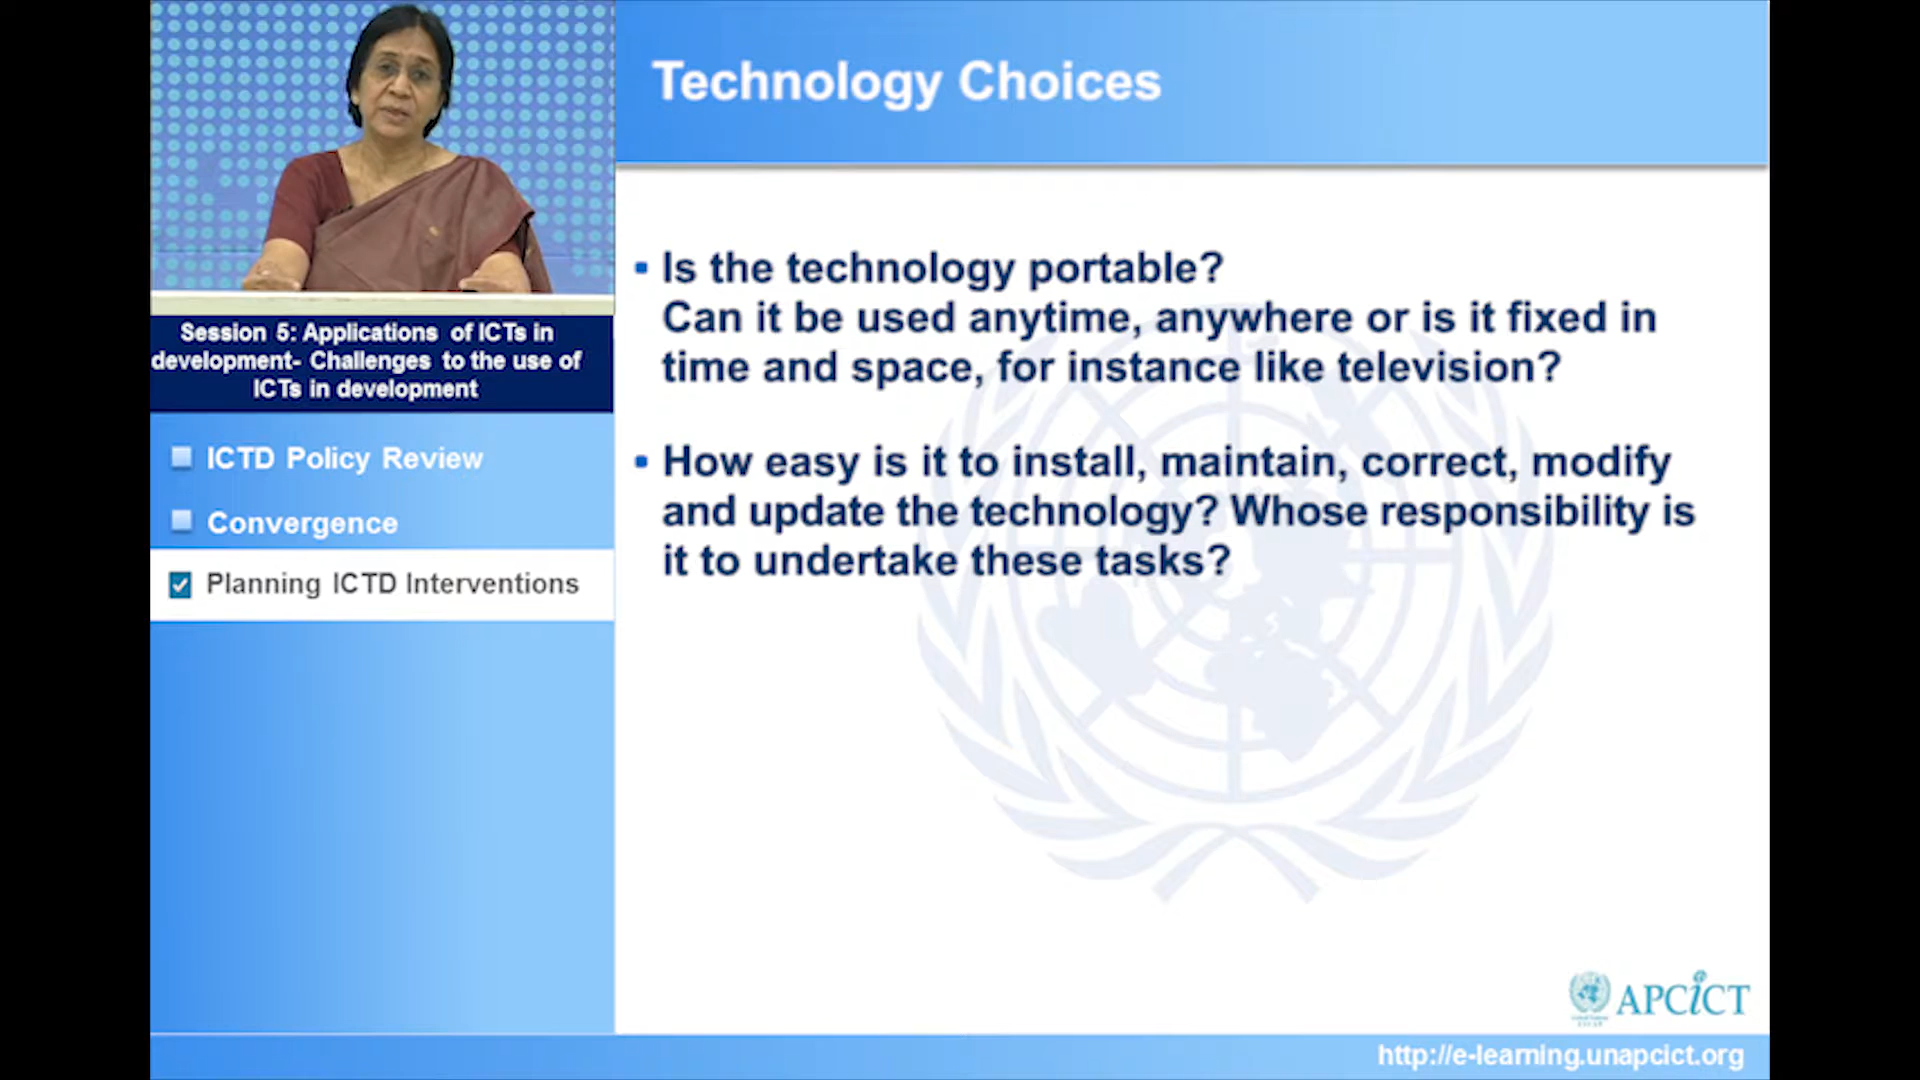 Technology Choices
▪ Is the technology portable?
Can it be used anytime, anywhere or is it fixed in
time and space, for instance like television?
▪ How easy is it to install, maintain, correct, modify
and update the technology? Whose responsibility is
it to undertake these tasks?
Session 5: Applications of ICTs in
development- Challenges to the use of
ICTs in development
ICTD Policy Review
Convergence
Planning ICTD Interventions
APCiCT
http://e-learning.unapcict.org